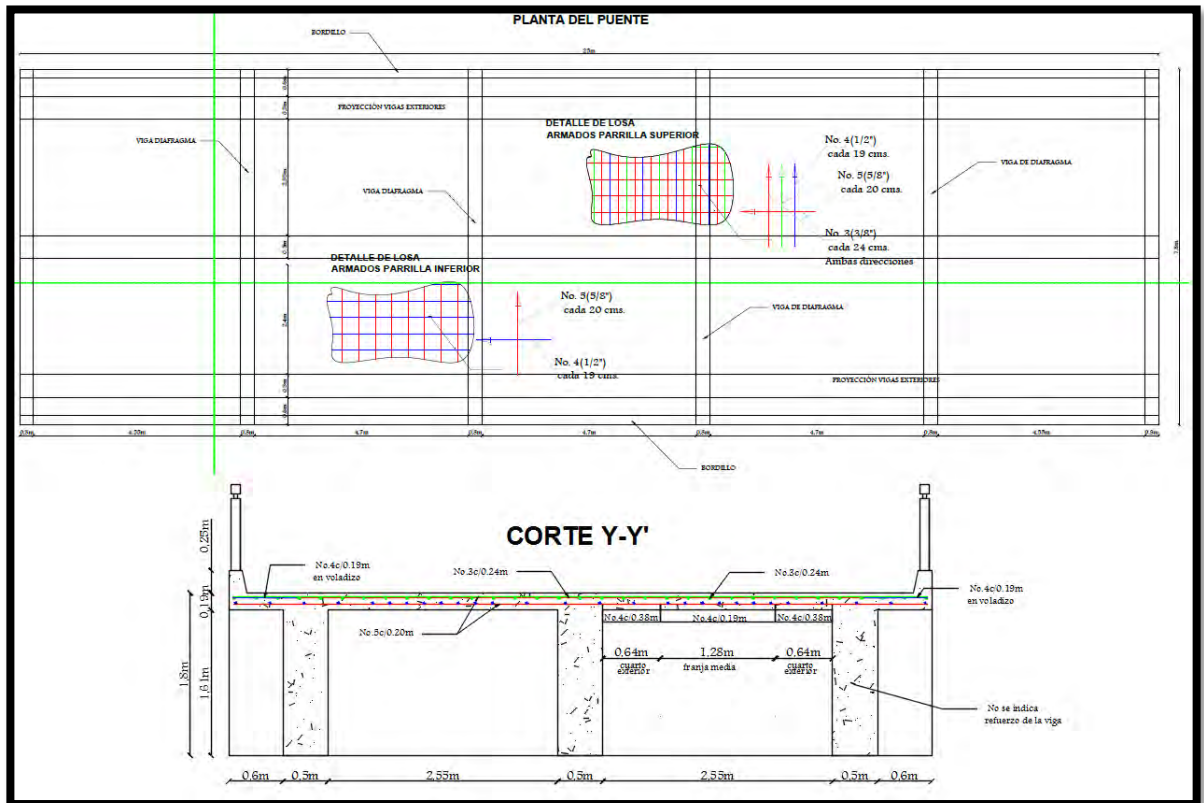 PLANTA DEL PUENTE
BORDILLO
PROYECCIÓN VIGAS EXTERIORES
VIGA DIAFRAGMA
DETALLE DE LOSA
ARMADOS PARRILLA SUPERIOR
No. 4(1/2")
cada 19 cms.
No. 5(5/8")
cada 20 cms.
No. 3(3/8")
cada 24 cms.
Ambas direcciones
VIGA DE DIAFRAGMA
VIGA DIAFRAGMA
DETALLE DE LOSA
ARMADOS PARRILLA INFERIOR
No. 5(5/8")
cada 20 cms.
No. 4(1/2")
cada 19 cms.
VIGA DE DIAFRAGMA
PROYECCIÓN VIGAS EXTERIORES
4.7m
4.7m
4.7m
BORDILLO
CORTE Y-Y'
0,25m
No.4c/0.19m
en voladizo
No.3c/0.24m
No.3c/0.24m
No.4c/0.19m
en voladizo
0,19m
No.5c/0.20m
No.4c/0.38m
No.4c/0.19m
No.4c/0.38m
0,64m
1,28m
0,64m
cuarto
exterior
franja media
cuarto
exterior
1,8m
1,61m
No se indica
refuerzo de la viga
0,6m
0,5m
2,55m
0,5m
2,55m
0,5m
0,6m